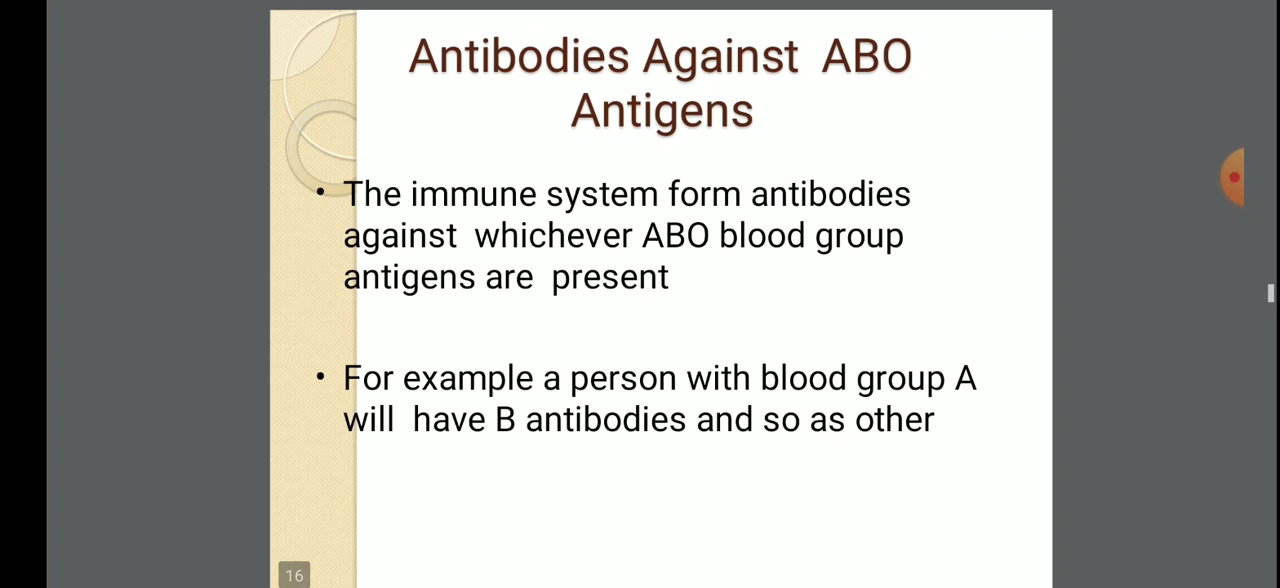 Antibodies Against ABO
Antigens
• The immune system form antibodies
against whichever ABO blood group
antigens are present
• For example a person with blood group A
will have B antibodies and so as other
16